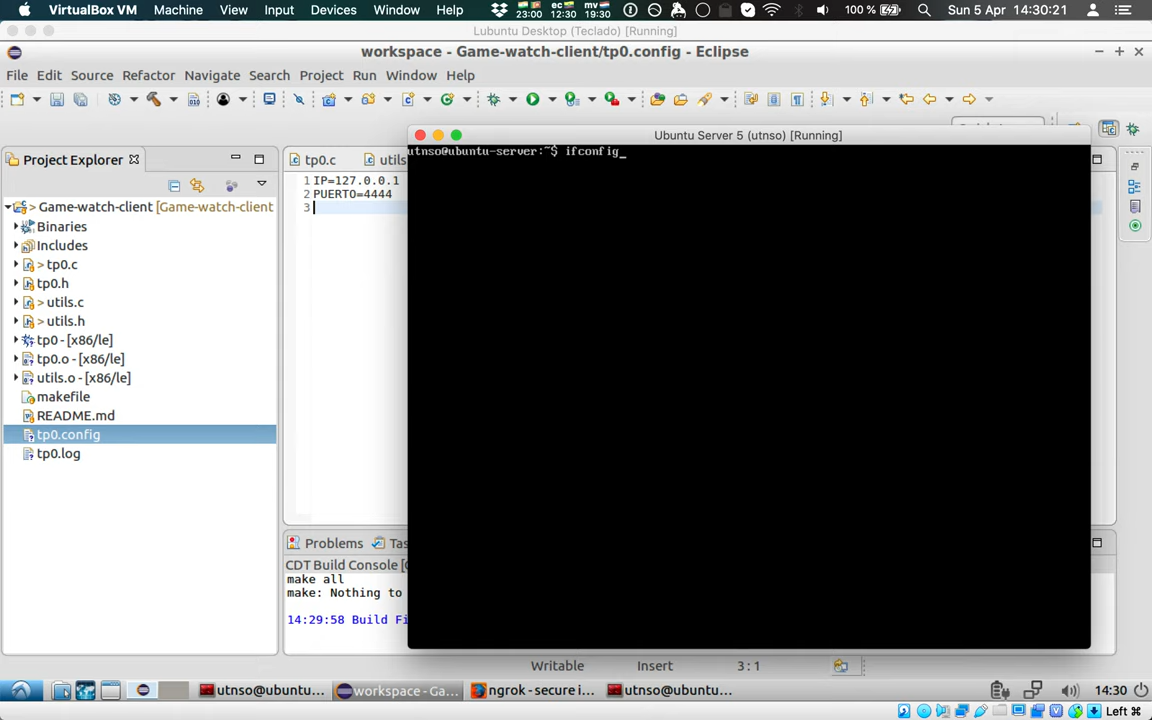 VirtualBox VM Machine View Input Devices Window Help 23:00 12:30 19:30 100 % Sun 5 Apr 14:30:21
Lubuntu Desktop (Teclado) [Running]
workspace - Game-watch-client/tp0.config - Eclipse
File Edit Source Refactor Navigate Search Project Run Window Help
Ubuntu Server 5 (utnso) [Running]
utnso@ubuntu-server:~$ ifconfig_
Project Explorer
tp0.c utils
> Game-watch-client [Game-watch-client
Binaries
Includes
> tp0.c
tp0.h
> utils.c
> utils.h
tp0 - [x86/le]
tp0.o - [x86/le]
utils.o - [x86/le]
makefile
README.md
tp0.config
tp0.log
1 IP=127.0.0.1
2 PUERTO=4444
3
Problems Tas
CDT Build Console [
make all
make: Nothing to
14:29:58 Build Fi
Writable Insert 3 : 1
utnso@ubuntu... workspace - Ga... ngrok - secure i... utnso@ubuntu... 14:30
Left ⌘